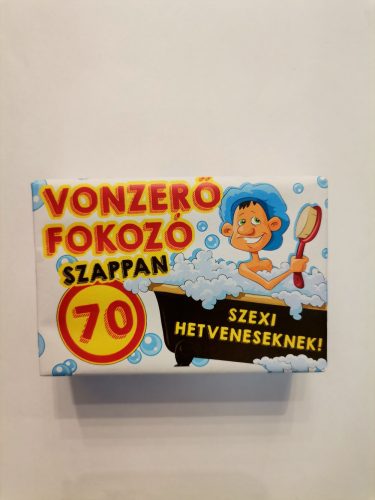 VONZERŐ
FOKOZÓ
SZAPPAN
70
SZEXI
HETVENESEKNEK!